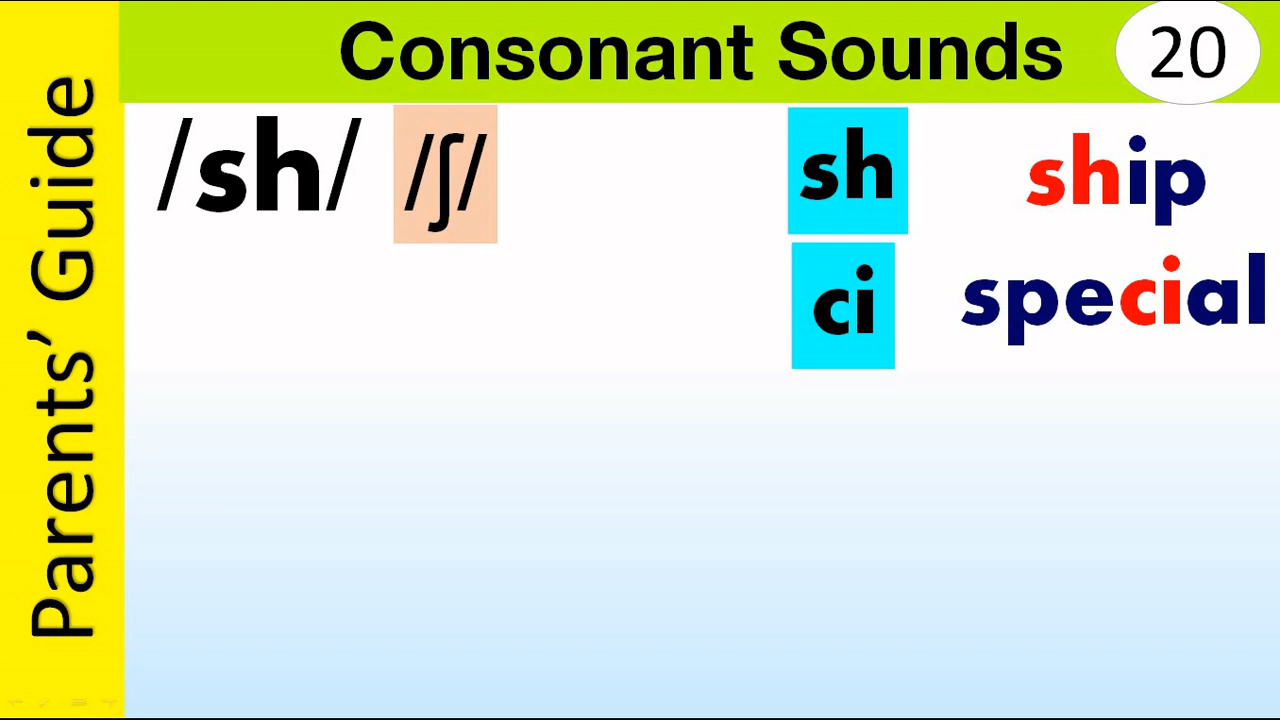 Parents’ Guide
Consonant Sounds
20
/sh/ /ʃ/
sh ship
ci special